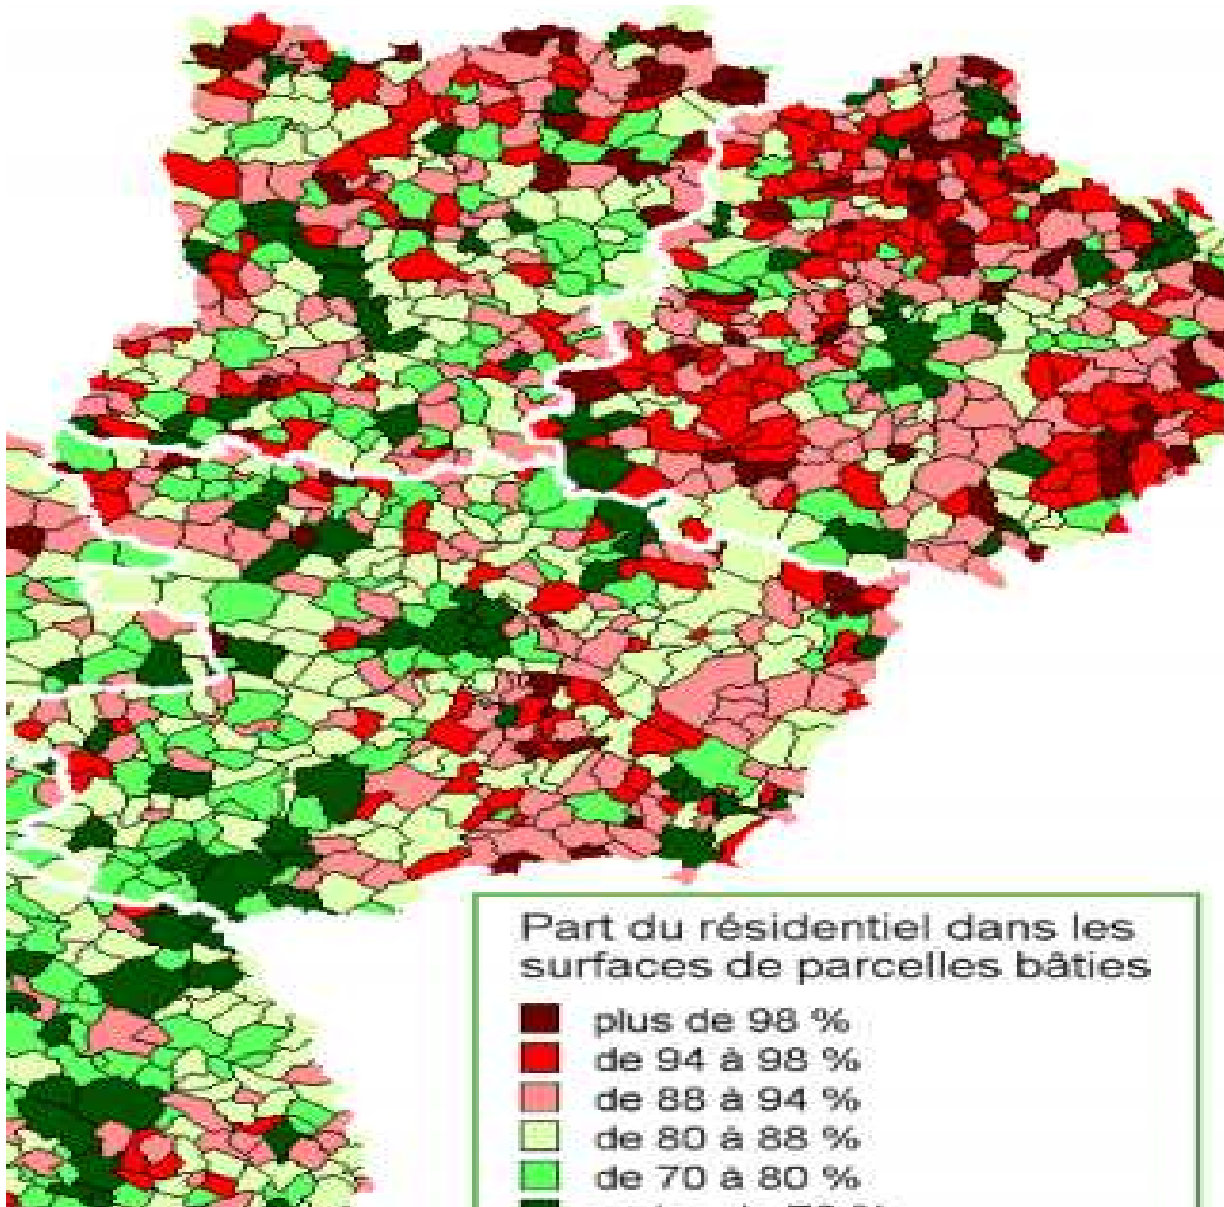 Part du résidentiel dans les
surfaces de parcelles bâties
plus de 98 %
de 94 à 98 %
de 88 à 94 %
de 80 à 88 %
de 70 à 80 %